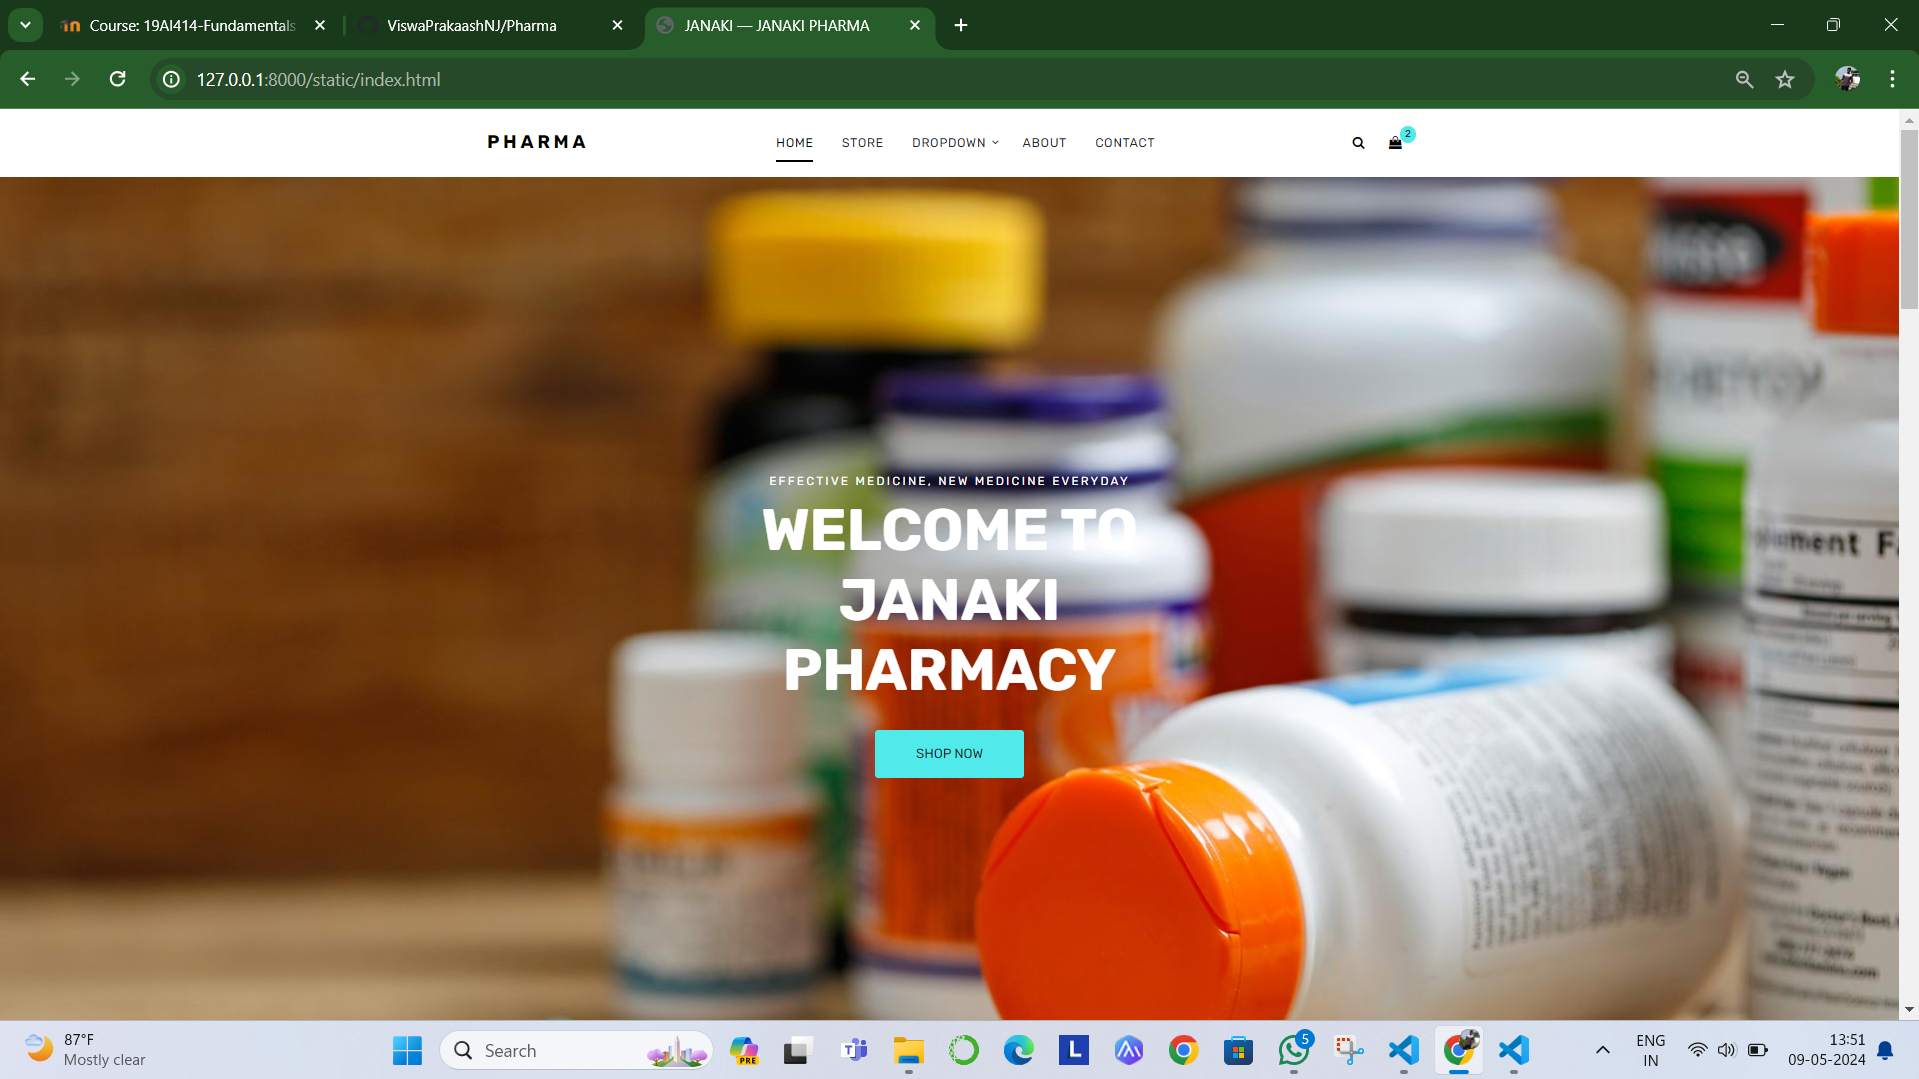 Course: 19AI414-Fundamentals
ViswaPrakaashNJ/Pharma
JANAKI — JANAKI PHARMA
127.0.0.1:8000/static/index.html
PHARMA
HOME STORE DROPDOWN ABOUT CONTACT
2
EFFECTIVE MEDICINE, NEW MEDICINE EVERYDAY
WELCOME TO
JANAKI
PHARMACY
SHOP NOW
87°F
Mostly clear
Search
PRE
L
5
ENG
IN
13:51
09-05-2024